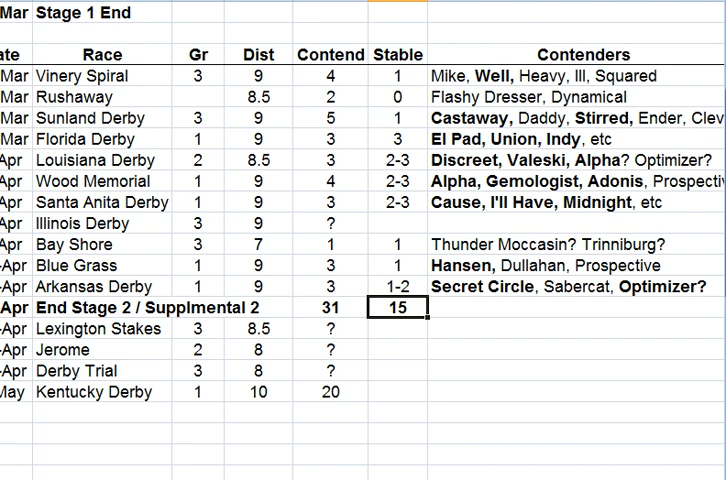 Mar Stage 1 End
ate Race Gr Dist Contend Stable Contenders
Mar Vinery Spiral 3 9 4 1 Mike, Well, Heavy, Ill, Squared
Mar Rushaway 8.5 2 0 Flashy Dresser, Dynamical
Mar Sunland Derby 3 9 5 1 Castaway, Daddy, Stirred, Ender, Clev
Mar Florida Derby 1 9 3 3 El Pad, Union, Indy, etc
Apr Louisiana Derby 2 8.5 3 2-3 Discreet, Valeski, Alpha? Optimizer?
Apr Wood Memorial 1 9 4 2-3 Alpha, Gemologist, Adonis, Prospecti
Apr Santa Anita Derby 1 9 3 2-3 Cause, I'll Have, Midnight, etc
Apr Illinois Derby 3 9 ?
Apr Bay Shore 3 7 1 1 Thunder Moccasin? Trinniburg?
-Apr Blue Grass 1 9 3 1 Hansen, Dullahan, Prospective
-Apr Arkansas Derby 1 9 3 1-2 Secret Circle, Sabercat, Optimizer?
Apr End Stage 2 / Supplmental 2 31 15
-Apr Lexington Stakes 3 8.5 ?
-Apr Jerome 2 8 ?
-Apr Derby Trial 3 8 ?
May Kentucky Derby 1 10 20